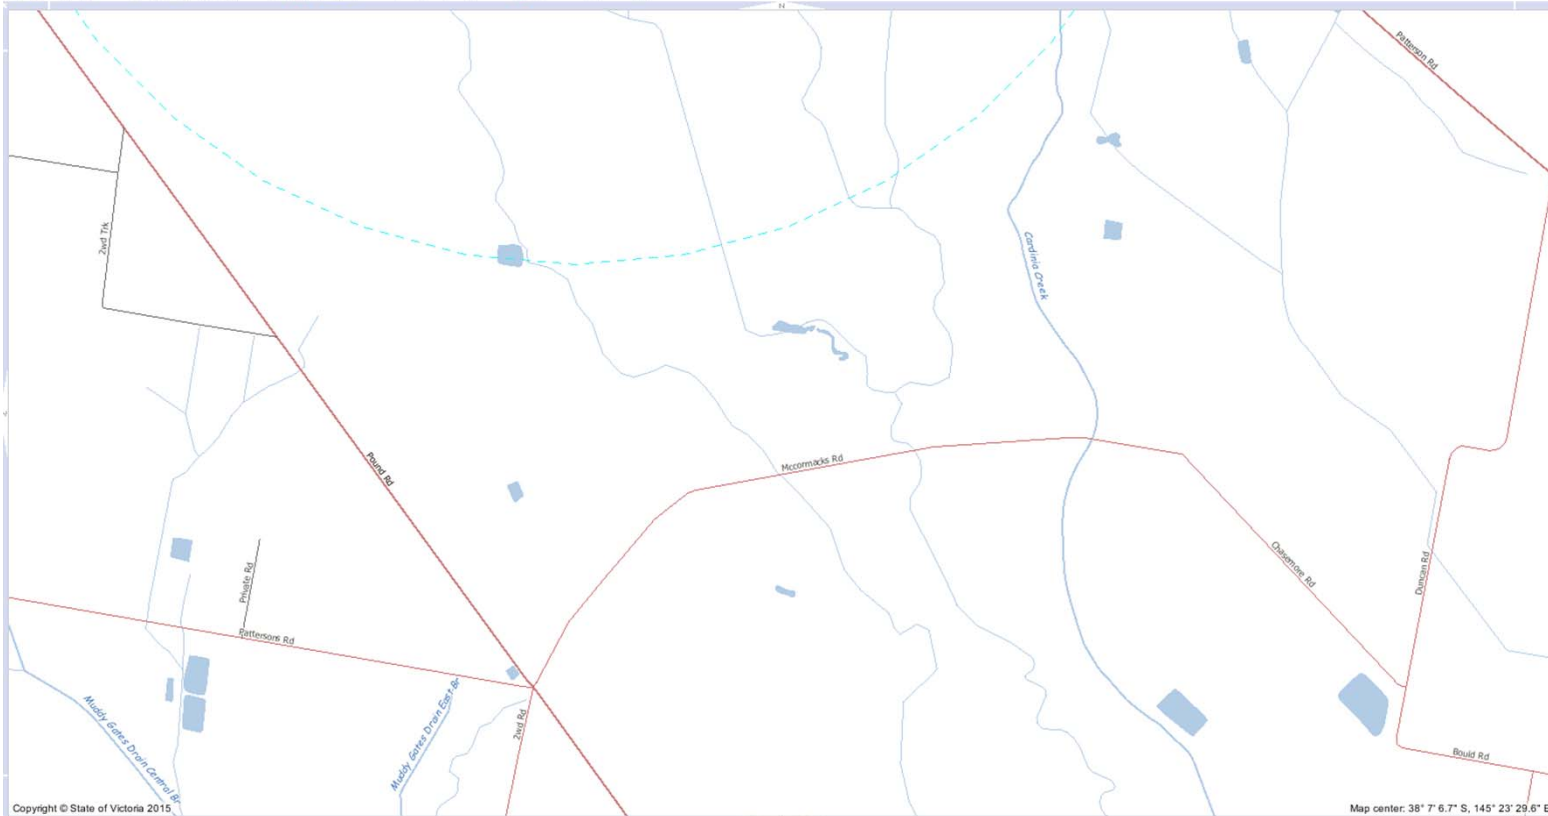 N
Patterson Rd
2wd Trk
Cardinia Creek
Pound Rd
Mccormacks Rd
Chasemore Rd
Duncan Rd
Private Rd
Pattersons Rd
Muddy Gates Drain Central Br
Muddy Gates Drain East Br
2wd Rd
Bould Rd
Copyright © State of Victoria 2015
Map center: 38° 7' 6.7" S, 145° 23' 29.6" E